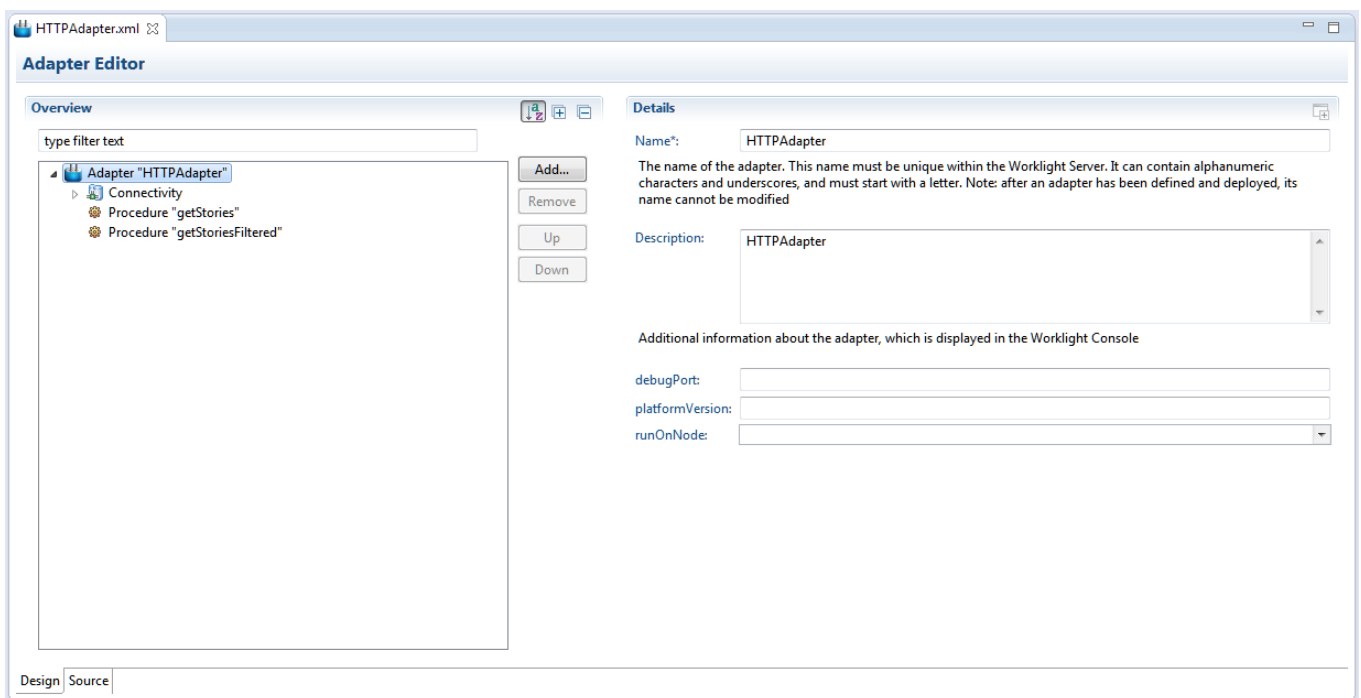 HTTPAdapter.xml
Adapter Editor
Overview
type filter text
Adapter "HTTPAdapter"
Connectivity
Procedure "getStories"
Procedure "getStoriesFiltered"
Add...
Remove
Up
Down
Details
Name*: HTTPAdapter
The name of the adapter. This name must be unique within the Worklight Server. It can contain alphanumeric
characters and underscores, and must start with a letter. Note: after an adapter has been defined and deployed, its
name cannot be modified
Description: HTTPAdapter
Additional information about the adapter, which is displayed in the Worklight Console
debugPort:
platformVersion:
runOnNode:
Design Source